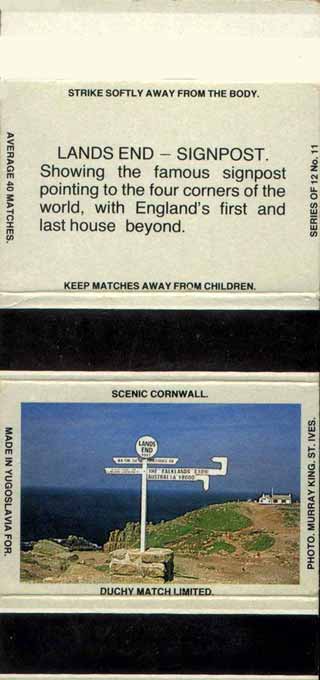 STRIKE SOFTLY AWAY FROM THE BODY.
AVERAGE 40 MATCHES.
LANDS END – SIGNPOST.
Showing the famous signpost
pointing to the four corners of the
world, with England's first and
last house beyond.
SERIES OF 12 No. 11
KEEP MATCHES AWAY FROM CHILDREN.
SCENIC CORNWALL.
MADE IN YUGOSLAVIA FOR.
LANDS
END
THE FALKLANDS
AUSTRALIA
PHOTO. MURRAY KING. ST. IVES.
DUCHY MATCH LIMITED.